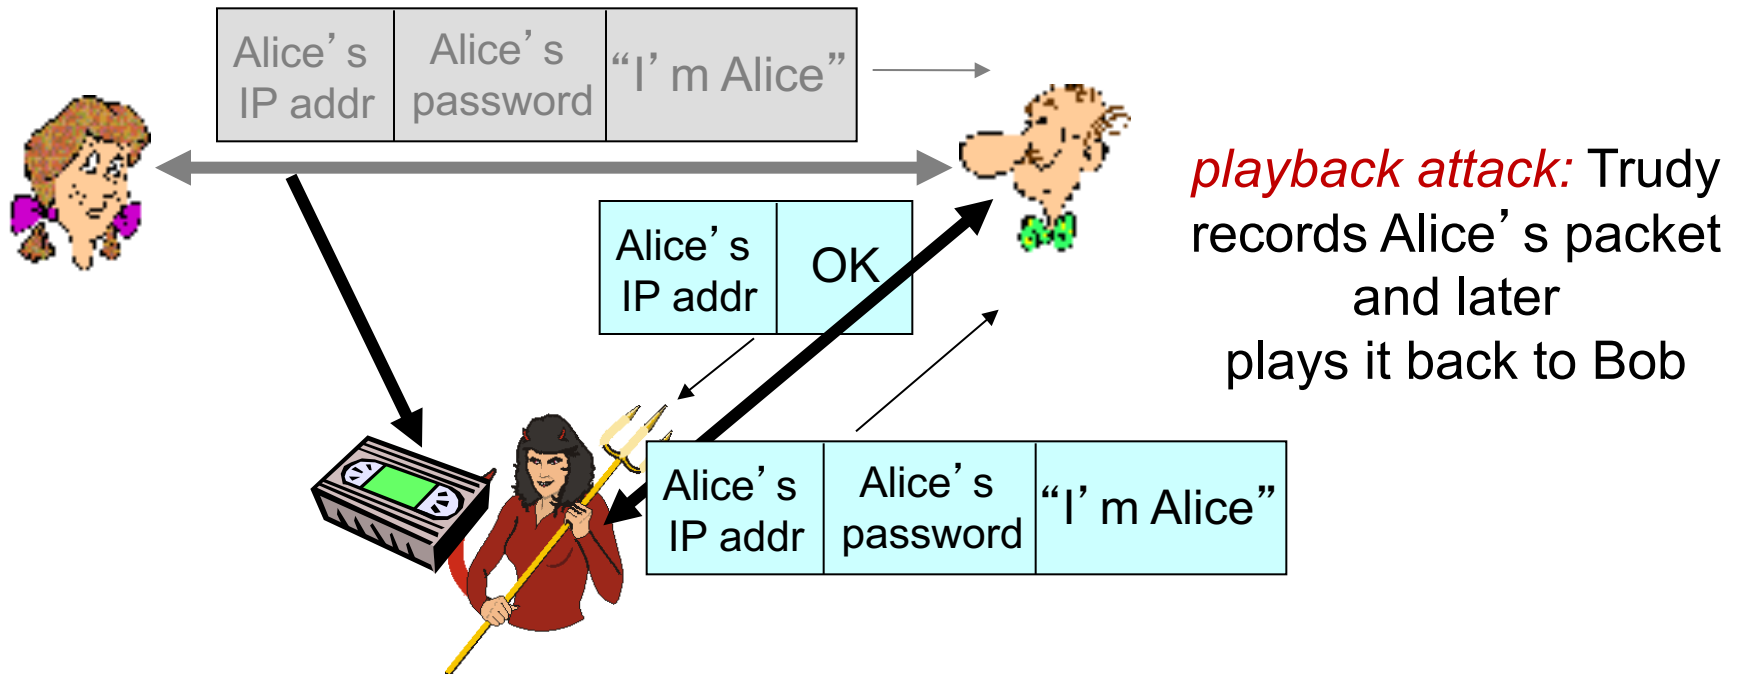 Alice’s
IP addr
Alice’s
password
“I’m Alice”
Alice’s
IP addr
OK
playback attack: Trudy
records Alice’s packet
and later
plays it back to Bob
Alice’s
IP addr
Alice’s
password
“I’m Alice”